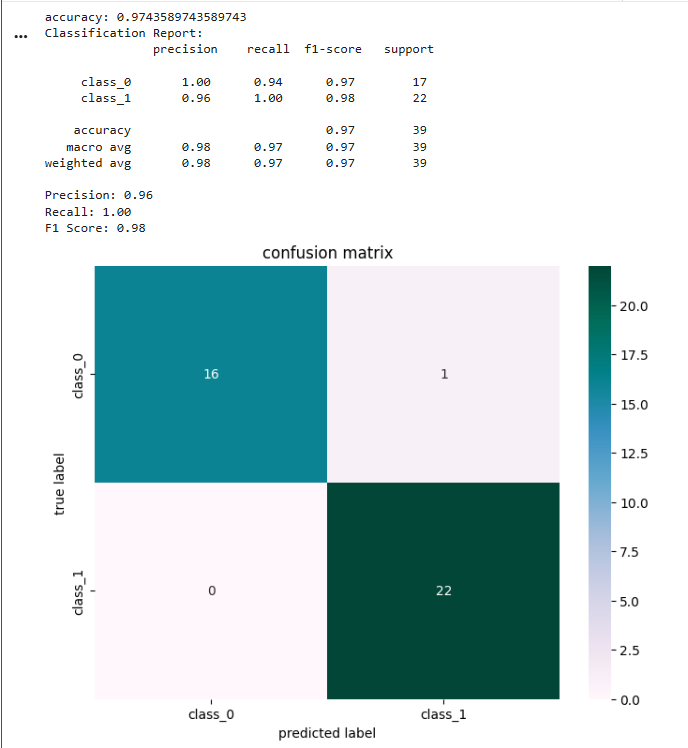 accuracy: 0.9743589743589743
...
Classification Report:
precision recall f1-score support
class_0 1.00 0.94 0.97 17
class_1 0.96 1.00 0.98 22
accuracy 0.97 39
macro avg 0.98 0.97 0.97 39
weighted avg 0.98 0.97 0.97 39
Precision: 0.96
Recall: 1.00
F1 Score: 0.98
confusion matrix
true label
class_0
16
1
class_1
0
22
class_0
class_1
predicted label
20.0
17.5
15.0
12.5
10.0
7.5
5.0
2.5
0.0